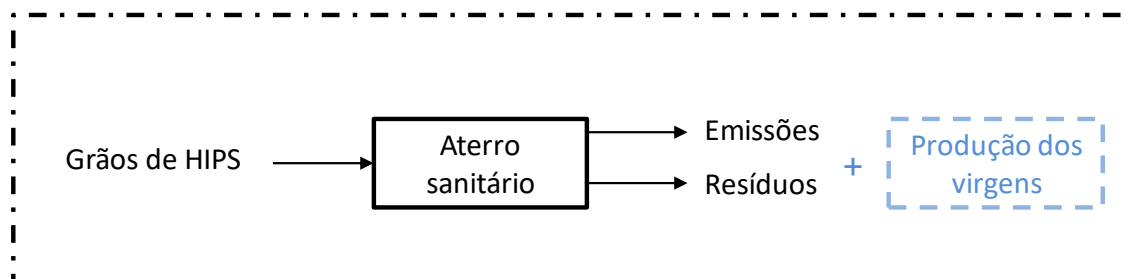 Grãos de HIPS
Aterro
sanitário
Emissões
Resíduos
+
Produção dos
virgens